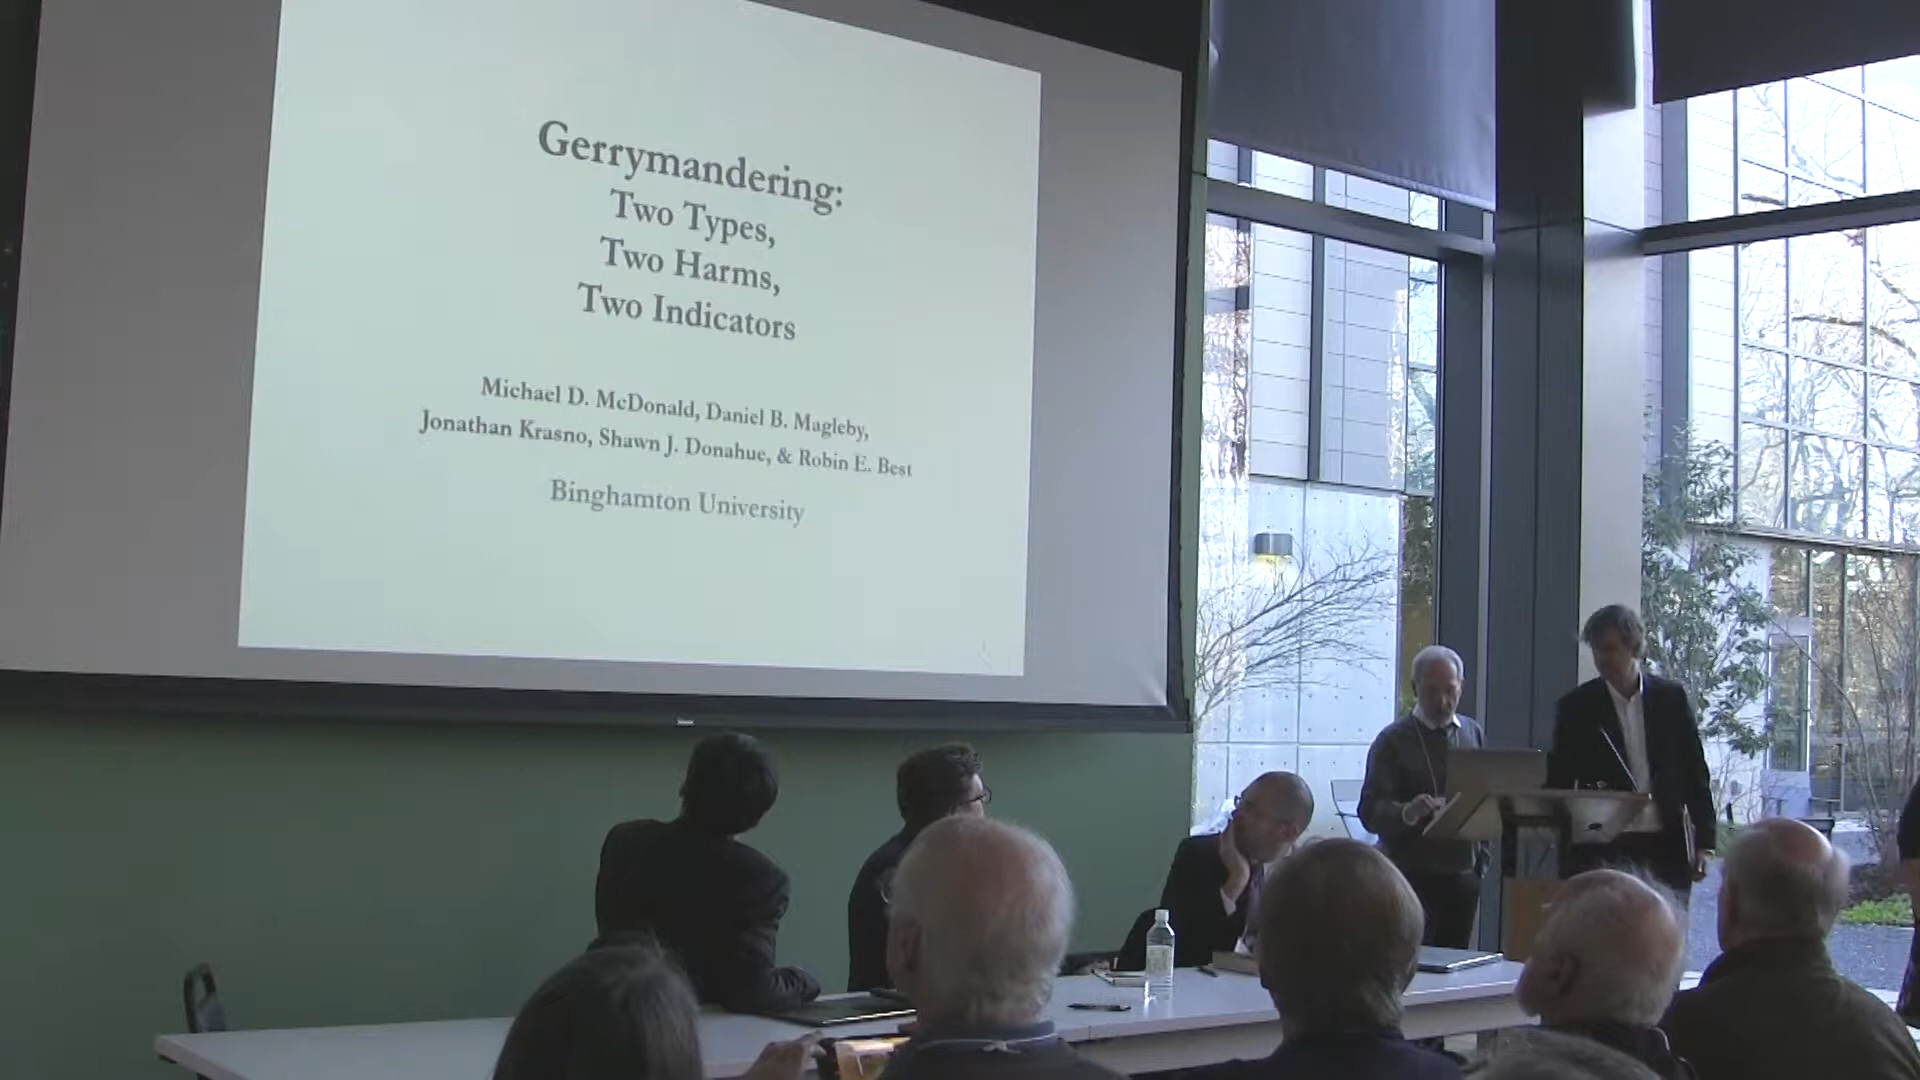 Gerrymandering:
Two Types,
Two Harms,
Two Indicators
Michael D. McDonald, Daniel B. Magleby,
Jonathan Krasno, Shawn J. Donahue, & Robin E. Best
Binghamton University